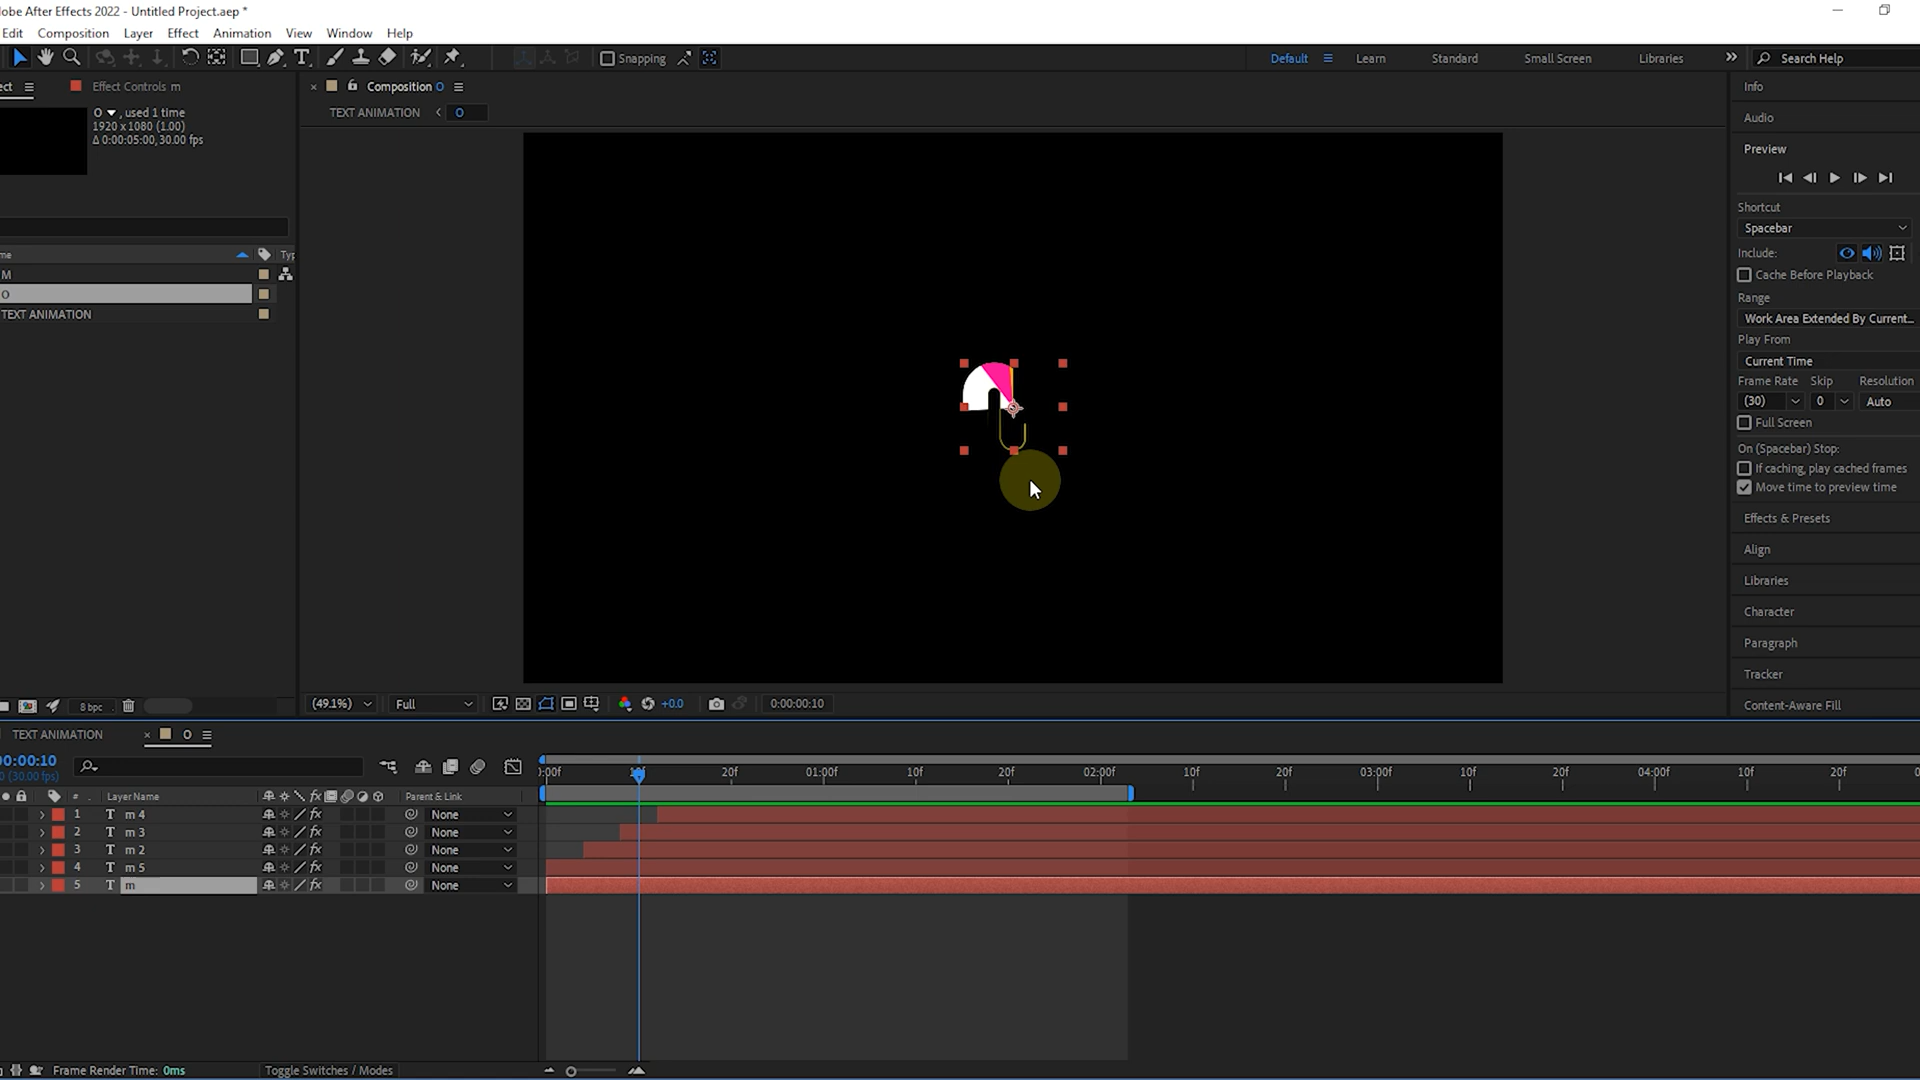 obe After Effects 2022 - Untitled Project.aep *
Edit Composition Layer Effect Animation View Window Help
Snapping
Default Learn Standard Small Screen Libraries Search Help
ect Effect Controls m
O , used 1 time
1920 x 1080 (1.00)
Δ 0:00:05:00, 30.00 fps
Composition O
TEXT ANIMATION O
me Typ
M
O
TEXT ANIMATION
8 bpc
(49.1%) Full +0.0 0:00:00:10
Info
Audio
Preview
Shortcut
Spacebar
Include:
Cache Before Playback
Range
Work Area Extended By Current...
Play From
Current Time
Frame Rate Skip Resolution
(30) 0 Auto
Full Screen
On (Spacebar) Stop:
If caching, play cached frames
Move time to preview time
Effects & Presets
Align
Libraries
Character
Paragraph
Tracker
Content-Aware Fill
TEXT ANIMATION O
00:00:10
(30.00 fps)
:00f 10f 20f 01:00f 10f 20f 02:00f 10f 20f 03:00f 10f 20f 04:00f 10f 20f 0
# Layer Name Parent & Link
1 T m 4 None
2 T m 3 None
3 T m 2 None
4 T m 5 None
5 T m None
Frame Render Time: 0ms Toggle Switches / Modes